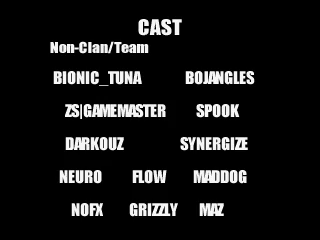 CAST
Non-Clan/Team
BIONIC_TUNA BOJANGLES
ZS|GAMEMASTER SPOOK
DARKOUZ SYNERGIZE
NEURO FLOW MADDOG
NOFX GRIZZLY MAZ